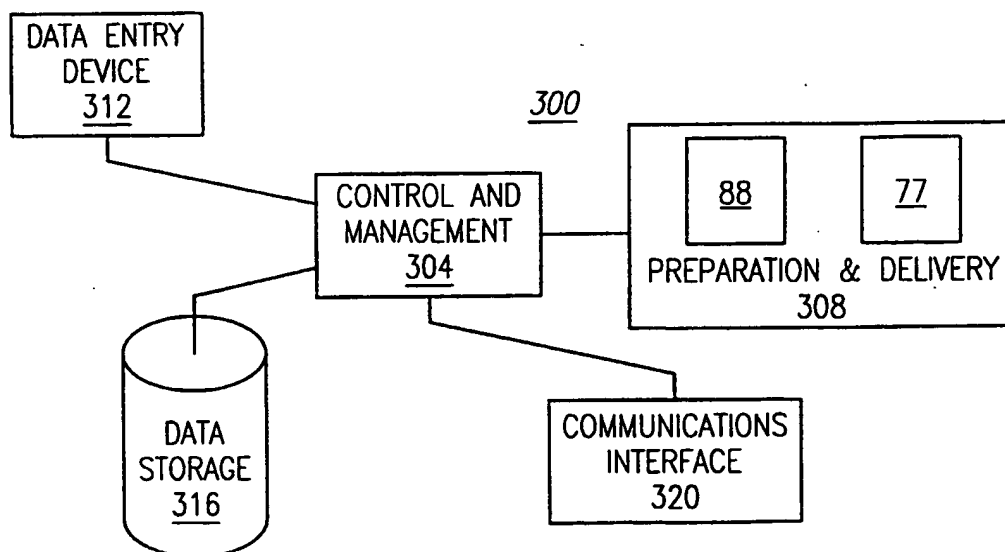 DATA ENTRY
DEVICE
312
300
CONTROL AND
MANAGEMENT
304
88
77
PREPARATION & DELIVERY
308
DATA
STORAGE
316
COMMUNICATIONS
INTERFACE
320